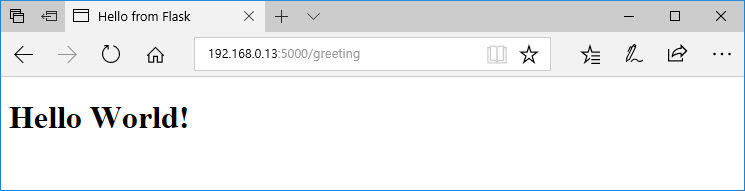 Hello from Flask
192.168.0.13:5000/greeting
Hello World!